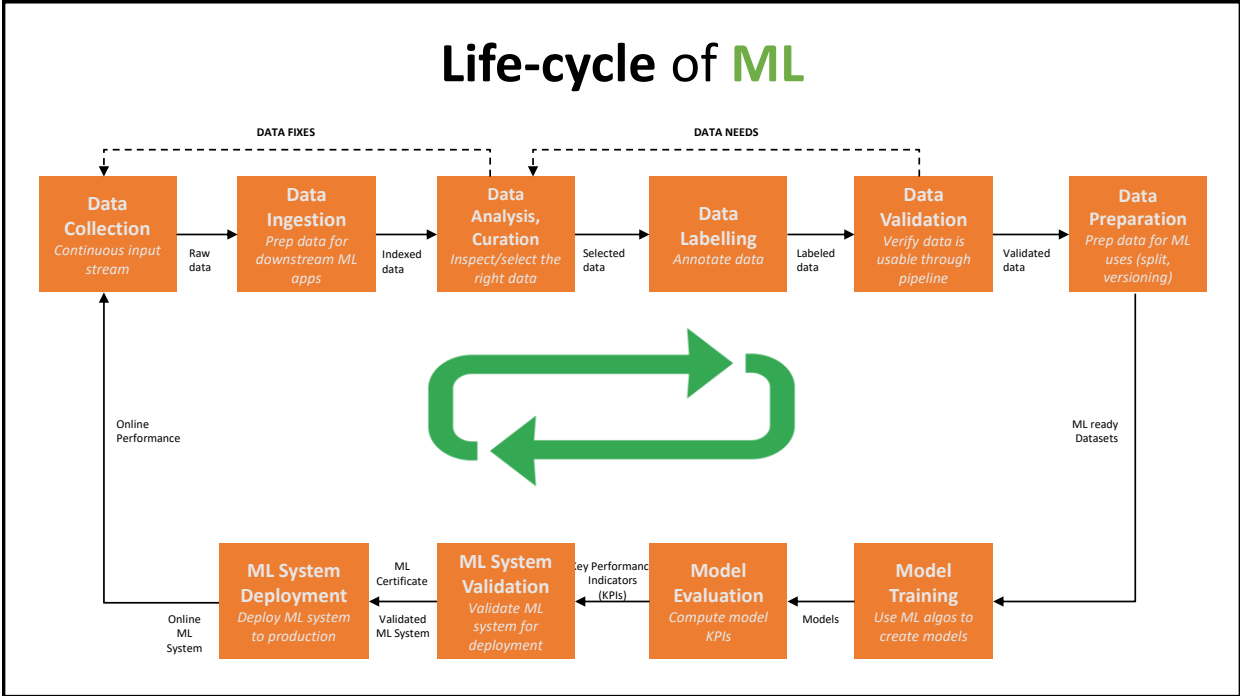 Life-cycle of ML
DATA FIXES
DATA NEEDS
Data
Collection
Continuous input
stream
Raw
data
Data
Ingestion
Prep data for
downstream ML
apps
Indexed
data
Data
Analysis,
Curation
Inspect/select the
right data
Selected
data
Data
Labelling
Annotate data
Labeled
data
Data
Validation
Verify data is
usable through
pipeline
Validated
data
Data
Preparation
Prep data for ML
uses (split,
versioning)
Online
Performance
ML ready
Datasets
ML System
Deployment
Deploy ML system
to production
Online
ML
System
ML
Certificate
Validated
ML System
ML System
Validation
Validate ML
system for
deployment
Key Performanc
Indicators
(KPIs)
Model
Evaluation
Compute model
KPIs
Models
Model
Training
Use ML algos to
create models